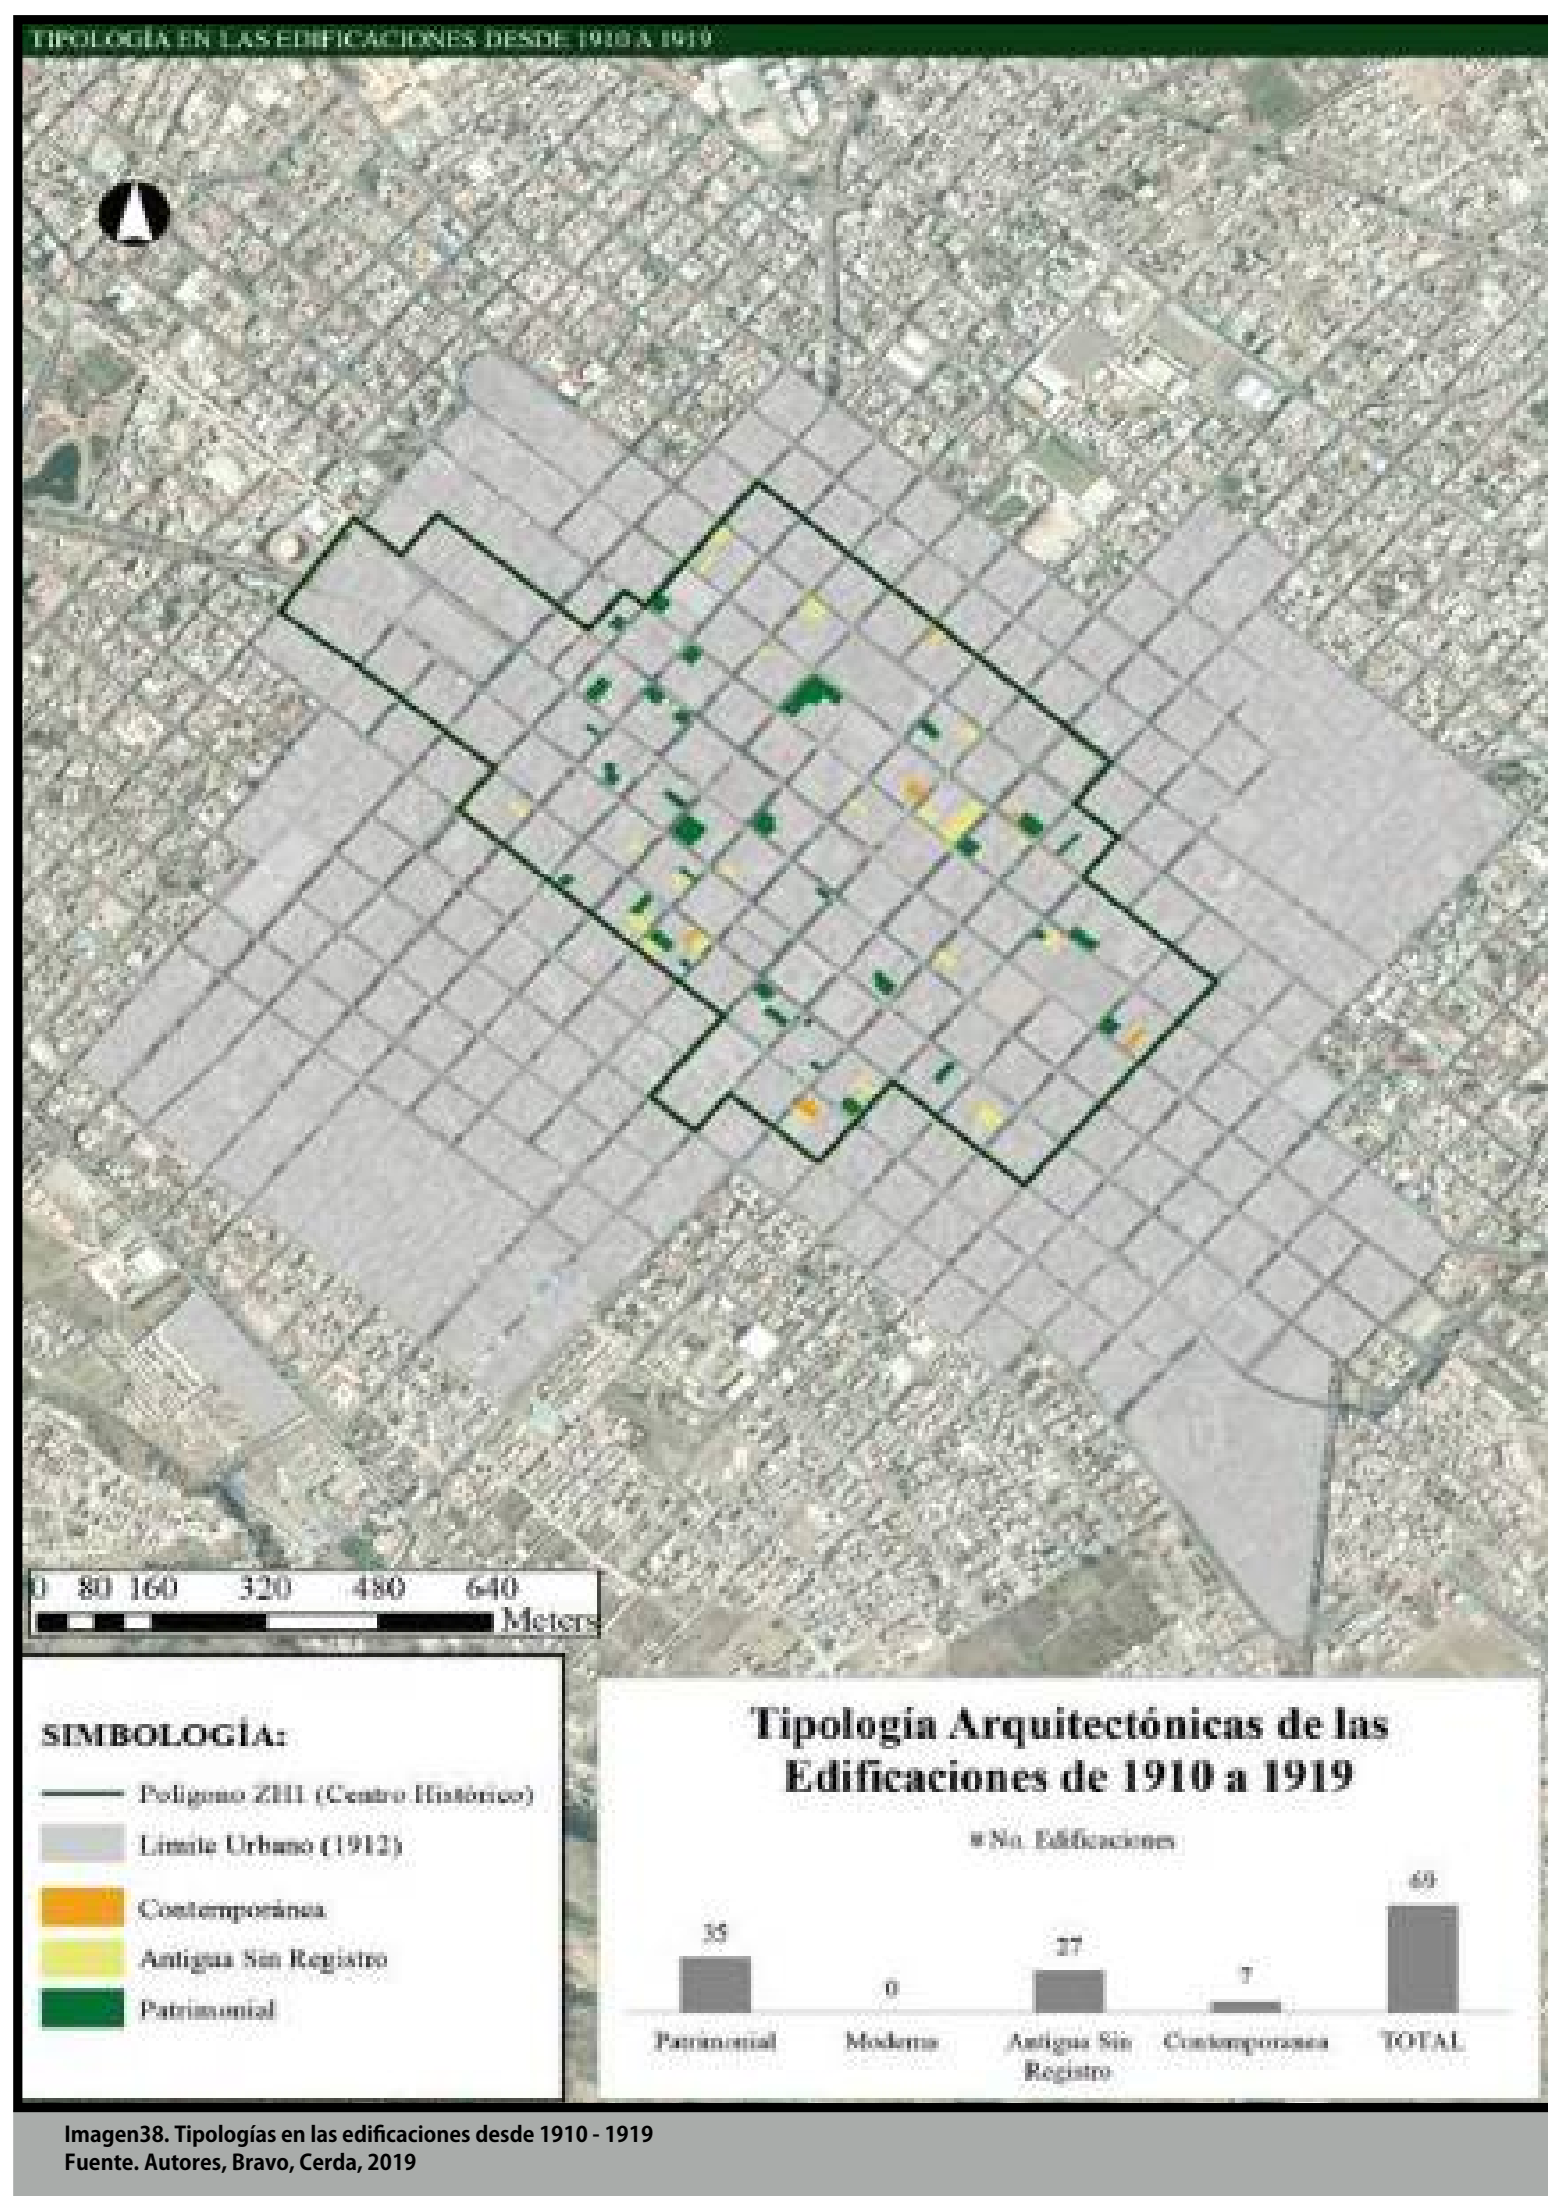 TIPOLOGÍA EN LAS EDIFICACIONES DESDE 1910 A 1919
0 80 160 320 480 640
Meters
SIMBOLOGÍA:
Polígono ZH1 (Centro Histórico)
Límite Urbano (1912)
Contemporánea
Antigua Sin Registro
Patrimonial
Tipología Arquitectónicas de las
Edificaciones de 1910 a 1919
No. Edificaciones
35
0
27
7
69
Patrimonial
Moderna
Antigua Sin
Registro
Contemporanea
TOTAL
Imagen38. Tipologías en las edificaciones desde 1910 - 1919
Fuente. Autores, Bravo, Cerda, 2019